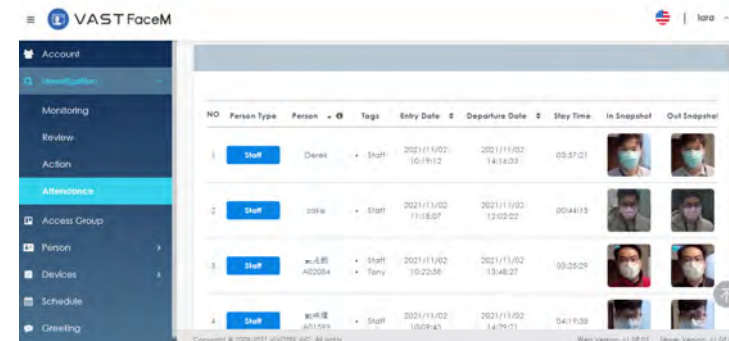 VAST FaceM
lara
Account
Investigation
Monitoring
Review
Action
Attendance
Access Group
Person
Devices
Schedule
Greeting
NO Person Type Person Tags Entry Date Departure Date Stay Time In Snapshot Out Snapshot
1 Staff Derek • Staff 2021/11/02 10:19:12 2021/11/02 14:16:33 03:57:21
2 Staff • Staff 2021/11/02 11:18:07 2021/11/02 12:02:22 00:44:15
3 Staff A02084 • Staff • Tony 2021/11/02 10:22:58 2021/11/02 13:48:27 03:25:29
4 Staff • Staff 2021/11/02 2021/11/02